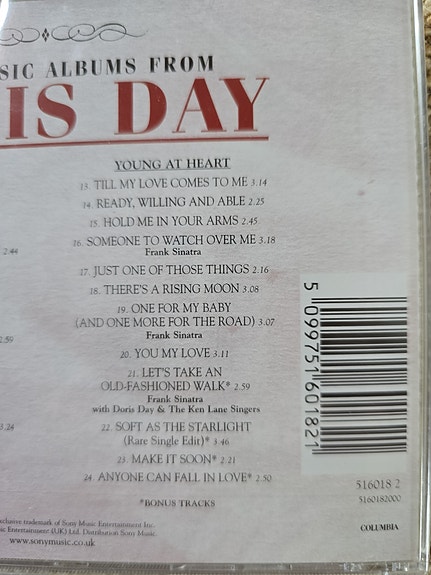 SIC ALBUMS FROM
IS DAY
YOUNG AT HEART
13. TILL MY LOVE COMES TO ME 3.14
14. READY, WILLING AND ABLE 2.25
15. HOLD ME IN YOUR ARMS 2.45
16. SOMEONE TO WATCH OVER ME 3.18
Frank Sinatra
2.44
17. JUST ONE OF THOSE THINGS 2.16
18. THERE'S A RISING MOON 3.08
19. ONE FOR MY BABY
(AND ONE MORE FOR THE ROAD) 3.07
Frank Sinatra
2.59
20. YOU MY LOVE 3.11
21. LET'S TAKE AN
OLD-FASHIONED WALK* 2.59
Frank Sinatra
with Doris Day & The Ken Lane Singers
3.26
22. SOFT AS THE STARLIGHT
(Rare Single Edit)* 3.46
23. MAKE IT SOON* 2.21
24. ANYONE CAN FALL IN LOVE* 2.50
*BONUS TRACKS
5 099751 601821
516018 2
5160182000
COLUMBIA
exclusive trademark of Sony Music Entertainment Inc.
ic Entertainment (UK) Ltd. Distribution Sony Music.
www.sonymusic.co.uk